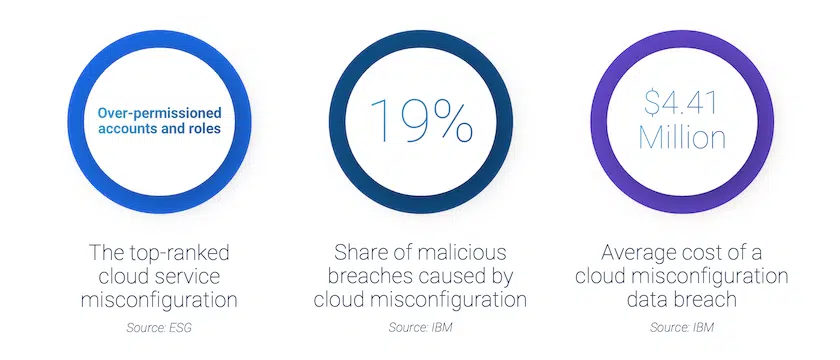 Over-permissioned
accounts and roles
The top-ranked
cloud service
misconfiguration
Source: ESG
19%
Share of malicious
breaches caused by
cloud misconfiguration
Source: IBM
$4.41
Million
Average cost of a
cloud misconfiguration
data breach
Source: IBM